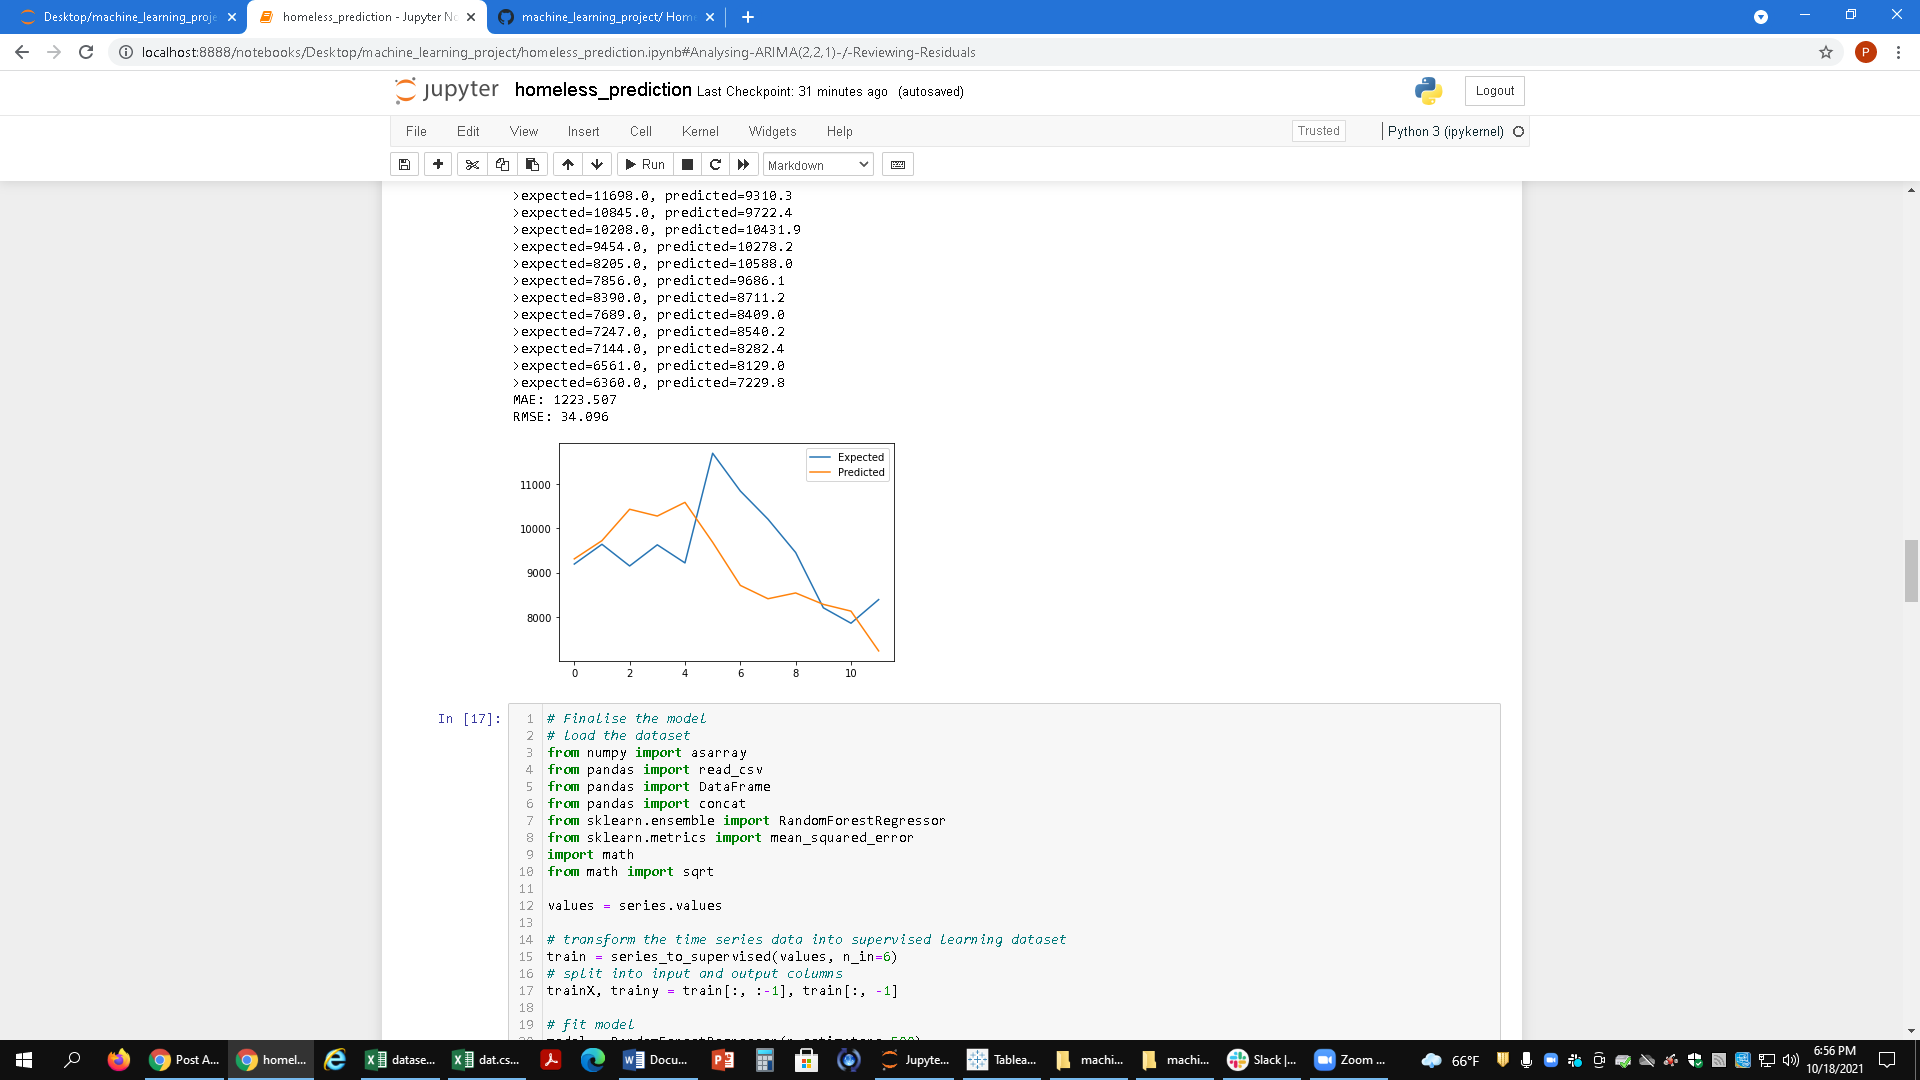 Desktop/machine_learning_proje
homeless_prediction - Jupyter No
machine_learning_project/ Hom
localhost:8888/notebooks/Desktop/machine_learning_project/homeless_prediction.ipynb#Analysing-ARIMA(2,2,1)-/-Reviewing-Residuals
P
jupyter homeless_prediction Last Checkpoint: 31 minutes ago (autosaved)
Logout
File Edit View Insert Cell Kernel Widgets Help
Trusted
Python 3 (ipykernel)
Run
Markdown
>expected=11698.0, predicted=9310.3
>expected=10845.0, predicted=9722.4
>expected=10208.0, predicted=10431.9
>expected=9454.0, predicted=10278.2
>expected=8205.0, predicted=10588.0
>expected=7856.0, predicted=9686.1
>expected=8390.0, predicted=8711.2
>expected=7689.0, predicted=8409.0
>expected=7247.0, predicted=8540.2
>expected=7144.0, predicted=8282.4
>expected=6561.0, predicted=8129.0
>expected=6360.0, predicted=7229.8
MAE: 1223.507
RMSE: 34.096
Expected
Predicted
11000
10000
9000
8000
0 2 4 6 8 10
In [17]:
1 # Finalise the model
2 # load the dataset
3 from numpy import asarray
4 from pandas import read_csv
5 from pandas import DataFrame
6 from pandas import concat
7 from sklearn.ensemble import RandomForestRegressor
8 from sklearn.metrics import mean_squared_error
9 import math
10 from math import sqrt
11
12 values = series.values
13
14 # transform the time series data into supervised learning dataset
15 train = series_to_supervised(values, n_in=6)
16 # split into input and output columns
17 trainX, trainy = train[:, :-1], train[:, -1]
18
19 # fit model
Post A...
homel...
datase...
dat.cs...
Docu...
Jupyte...
Tablea...
machi...
machi...
Slack |...
Zoom ...
66°F
6:56 PM
10/18/2021